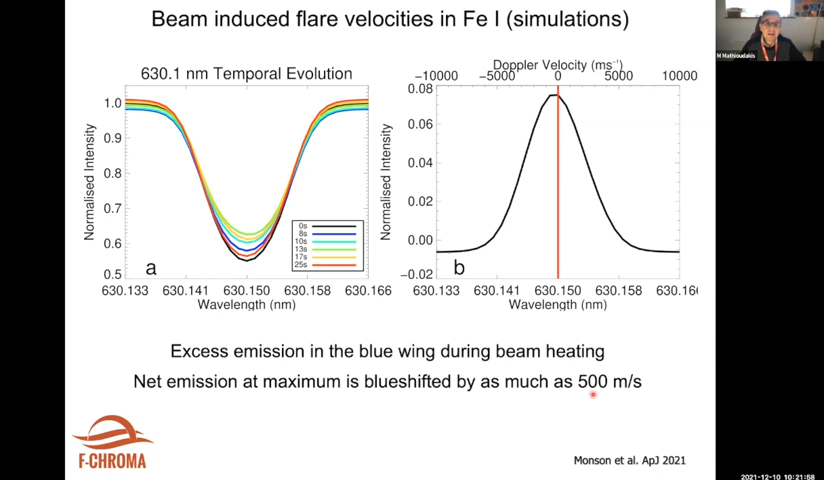 Beam induced flare velocities in Fe I (simulations)
M Mathioudakis
630.1 nm Temporal Evolution
1.0
0.9
0.8
0.7
0.6
0.5
Normalised Intensity
0s
8s
10s
13s
17s
25s
a
630.133 630.141 630.150 630.158 630.166
Wavelength (nm)
Doppler Velocity (ms⁻¹)
−10000 −5000 0 5000 10000
0.08
0.06
0.04
0.02
0.00
−0.02
Normalised Intensity
b
630.133 630.141 630.150 630.158 630.16
Wavelength (nm)
Excess emission in the blue wing during beam heating
Net emission at maximum is blueshifted by as much as 500 m/s
F-CHROMA
Monson et al. ApJ 2021
2021-12-10 10:21:58